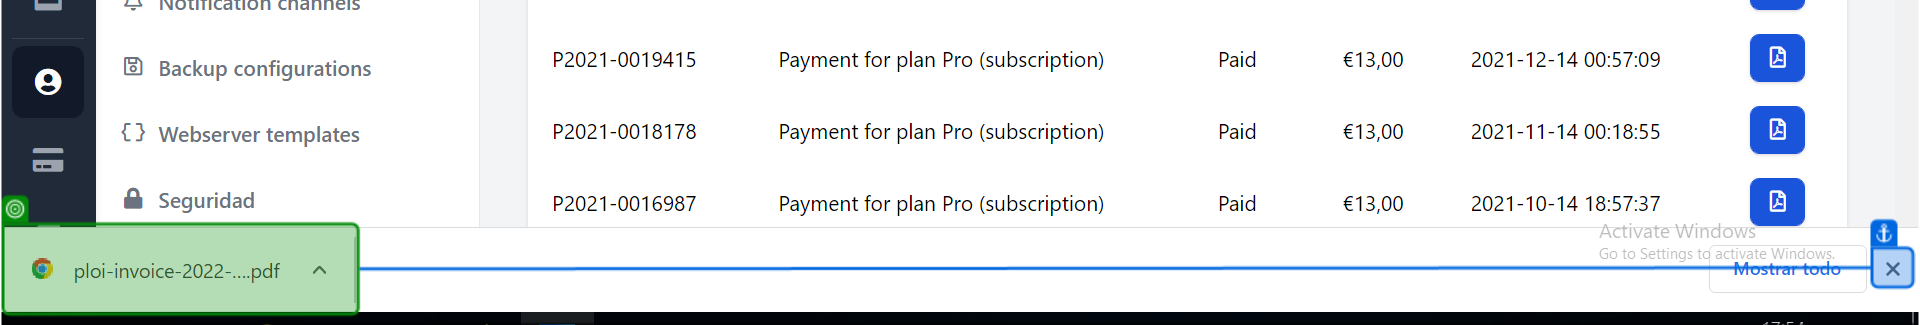 Notification channels
P2021-0019415 Payment for plan Pro (subscription) Paid €13,00 2021-12-14 00:57:09
Backup configurations
P2021-0018178 Payment for plan Pro (subscription) Paid €13,00 2021-11-14 00:18:55
Webserver templates
P2021-0016987 Payment for plan Pro (subscription) Paid €13,00 2021-10-14 18:57:37
Seguridad
Activate Windows
Go to Settings to activate Windows.
ploi-invoice-2022-....pdf
Mostrar todo